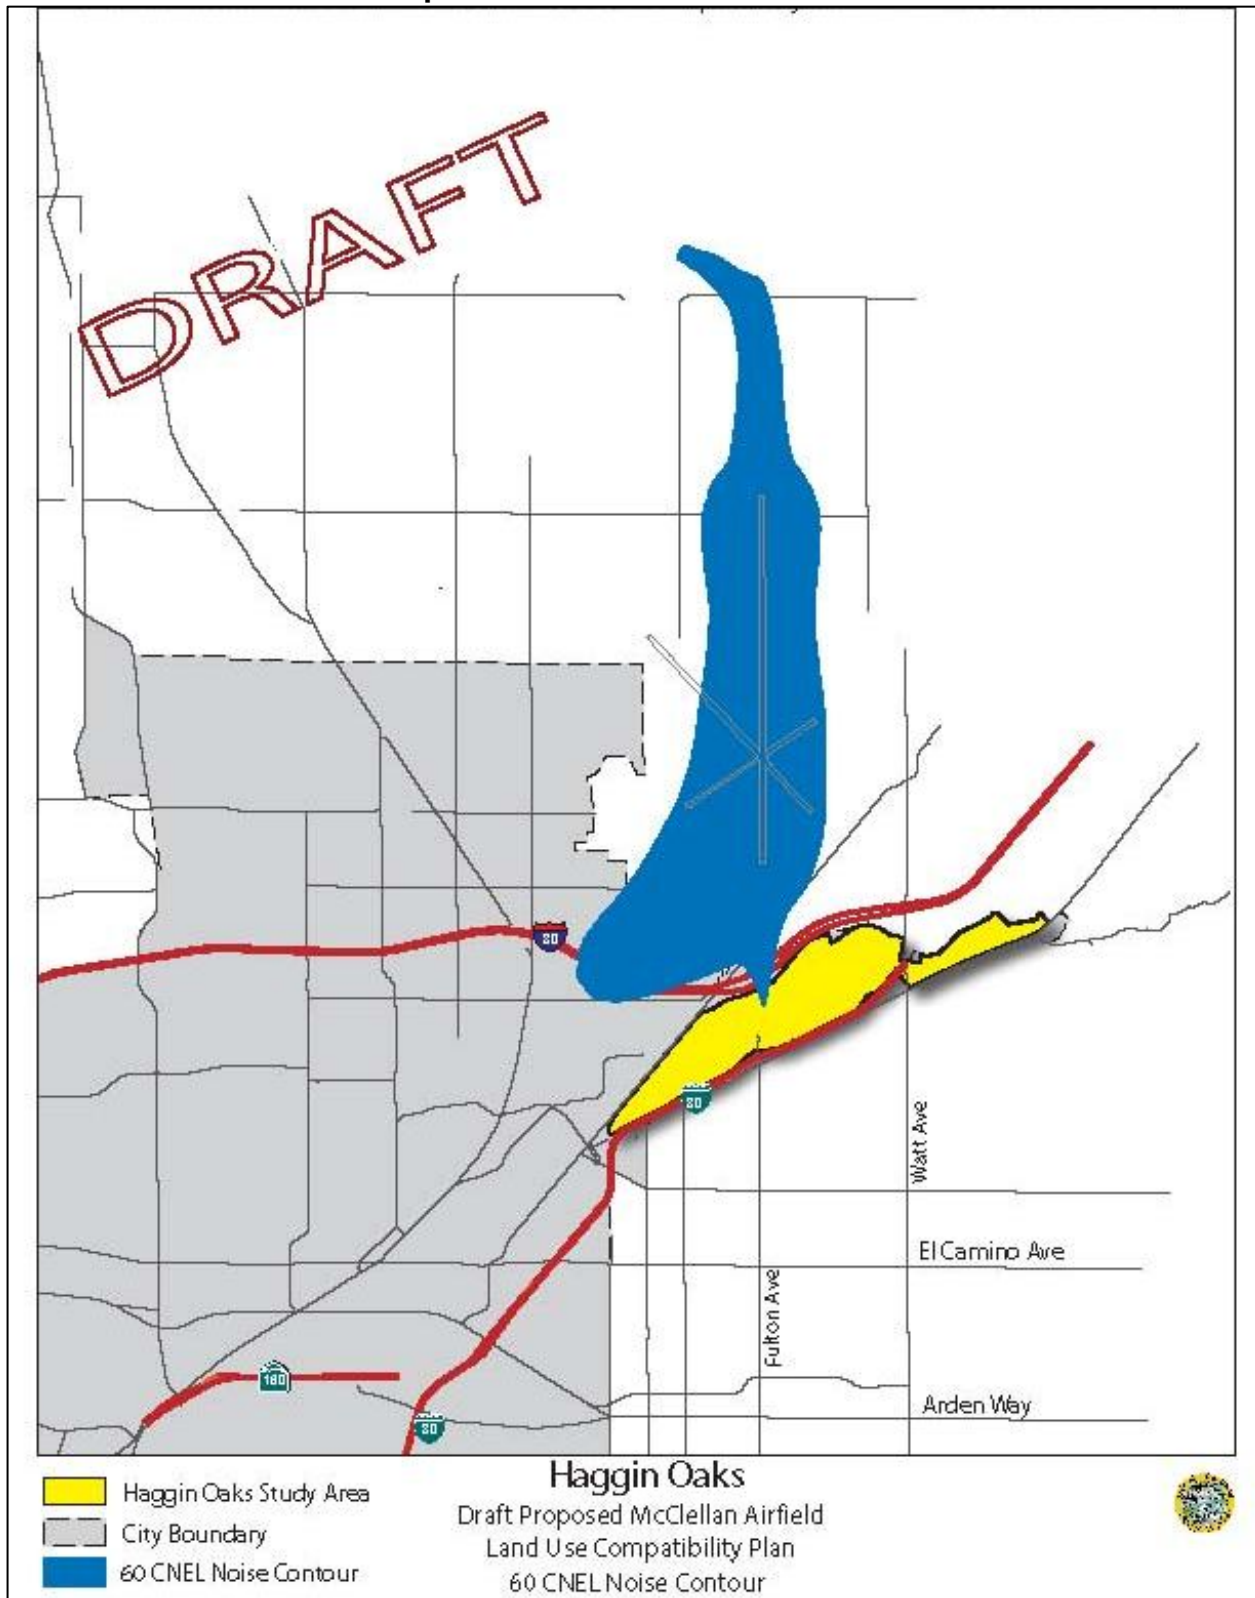 DRAFT
80
80
Watt Ave
El Camino Ave
Fulton Ave
160
Arden Way
80
Haggin Oaks Study Area
City Boundary
60 CNEL Noise Contour
Haggin Oaks
Draft Proposed McClellan Airfield
Land Use Compatibility Plan
60 CNEL Noise Contour